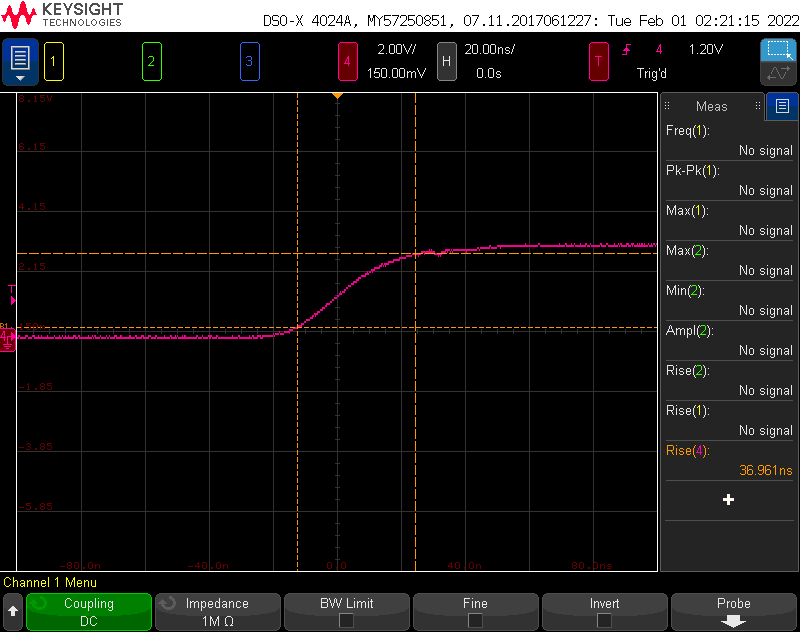 KEYSIGHT
TECHNOLOGIES
DSO-X 4024A, MY57250851, 07.11.2017061227: Tue Feb 01 02:21:15 2022
1
2
3
4
2.00V/
150.00mV
H
20.00ns/
0.0s
T
4
1.20V
Trig'd
8.15V
6.15
4.15
2.15
-1.85
-3.85
-5.85
-80.0n
-40.0n
0.0
40.0n
80.0ns
T
Meas
Freq(1):
No signal
Pk-Pk(1):
No signal
Max(1):
No signal
Max(2):
No signal
Min(2):
No signal
Ampl(2):
No signal
Rise(2):
No signal
Rise(1):
No signal
Rise(4):
36.961ns
+
Channel 1 Menu
Coupling
DC
Impedance
1M Ω
BW Limit
Fine
Invert
Probe